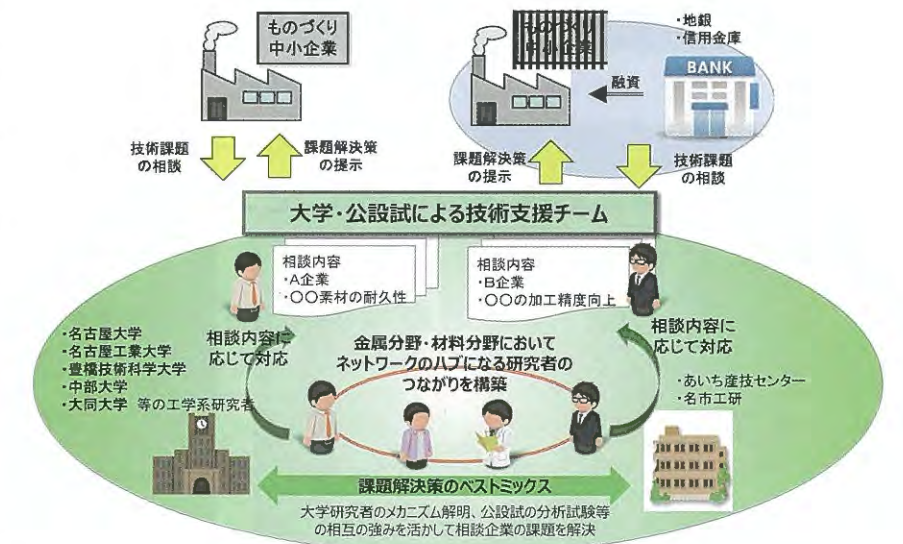 ものづくり
中小企業
・地銀
・信用金庫
BANK
融資
技術課題
の相談
課題解決策
の提示
課題解決策
の提示
技術課題
の相談
大学・公設試による技術支援チーム
相談内容
・A企業
・〇〇素材の耐久性
相談内容
・B企業
・〇〇の加工精度向上
相談内容に
応じて対応
金属分野・材料分野において
ネットワークのハブになる研究者の
つながりを構築
相談内容に
応じて対応
・名古屋大学
・名古屋工業大学
・豊橋技術科学大学
・中部大学
・大同大学 等の工学系研究者
・あいち産技センター
・名市工研
課題解決策のベストミックス
大学研究者のメカニズム解明、公設試の分析試験等
の相互の強みを活かして相談企業の課題を解決